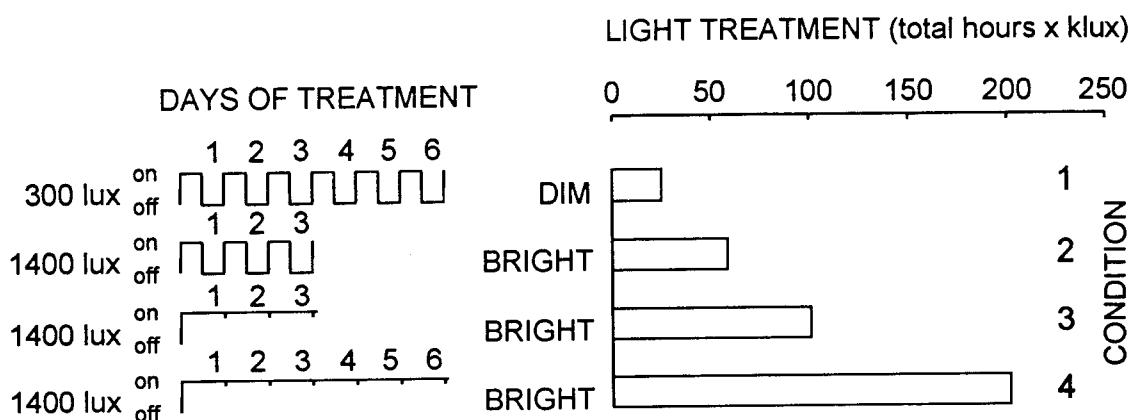 LIGHT TREATMENT (total hours x klux)
0 50 100 150 200 250
DAYS OF TREATMENT
1 2 3 4 5 6
300 lux on off
DIM
1
1 2 3
1400 lux on off
BRIGHT
2
1 2 3
1400 lux on off
BRIGHT
3
1 2 3 4 5 6
1400 lux on off
BRIGHT
4
CONDITION